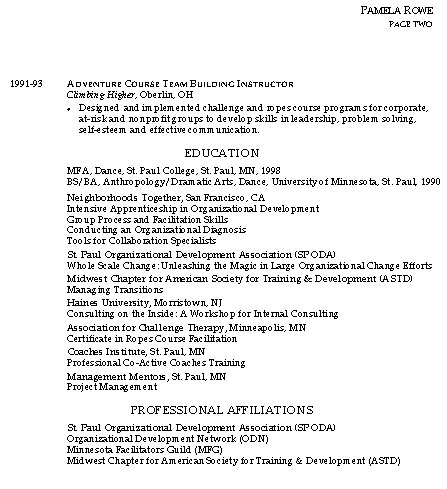 PAMELA ROWE
PAGE TWO
1991-93 ADVENTURE COURSE TEAM BUILDING INSTRUCTOR
Climbing Higher, Oberlin, OH
• Designed and implemented challenge and ropes course programs for corporate,
at-risk and nonprofit groups to develop skills in leadership, problem solving,
self-esteem and effective communication.
EDUCATION
MFA, Dance, St. Paul College, St. Paul, MN, 1998
BS/BA, Anthropology/Dramatic Arts, Dance, University of Minnesota, St. Paul, 1990
Neighborhoods Together, San Francisco, CA
Intensive Apprenticeship in Organizational Development
Group Process and Facilitation Skills
Conducting an Organizational Diagnosis
Tools for Collaboration Specialists
St. Paul Organizational Development Association (SPODA)
Whole Scale Change: Unleashing the Magic in Large Organizational Change Efforts
Midwest Chapter for American Society for Training & Development (ASTD)
Managing Transitions
Haines University, Morristown, NJ
Consulting on the Inside: A Workshop for Internal Consulting
Association for Challenge Therapy, Minneapolis, MN
Certificate in Ropes Course Facilitation
Coaches Institute, St. Paul, MN
Professional Co-Active Coaches Training
Management Mentors, St. Paul, MN
Project Management
PROFESSIONAL AFFILIATIONS
St. Paul Organizational Development Association (SPODA)
Organizational Development Network (ODN)
Minnesota Facilitators Guild (MFG)
Midwest Chapter for American Society for Training & Development (ASTD)